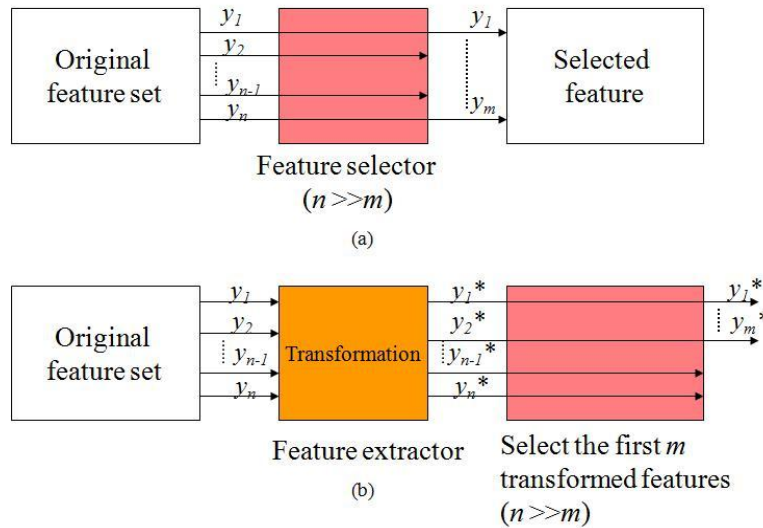 Original
feature set
y1
y2
yn-1
yn
y1
ym
Selected
feature
Feature selector
(n >>m)
(a)
Original
feature set
y1
y2
yn-1
yn
Transformation
y1*
y2*
yn-1*
yn*
y1*
ym*
Feature extractor
(b)
Select the first m
transformed features
(n >>m)